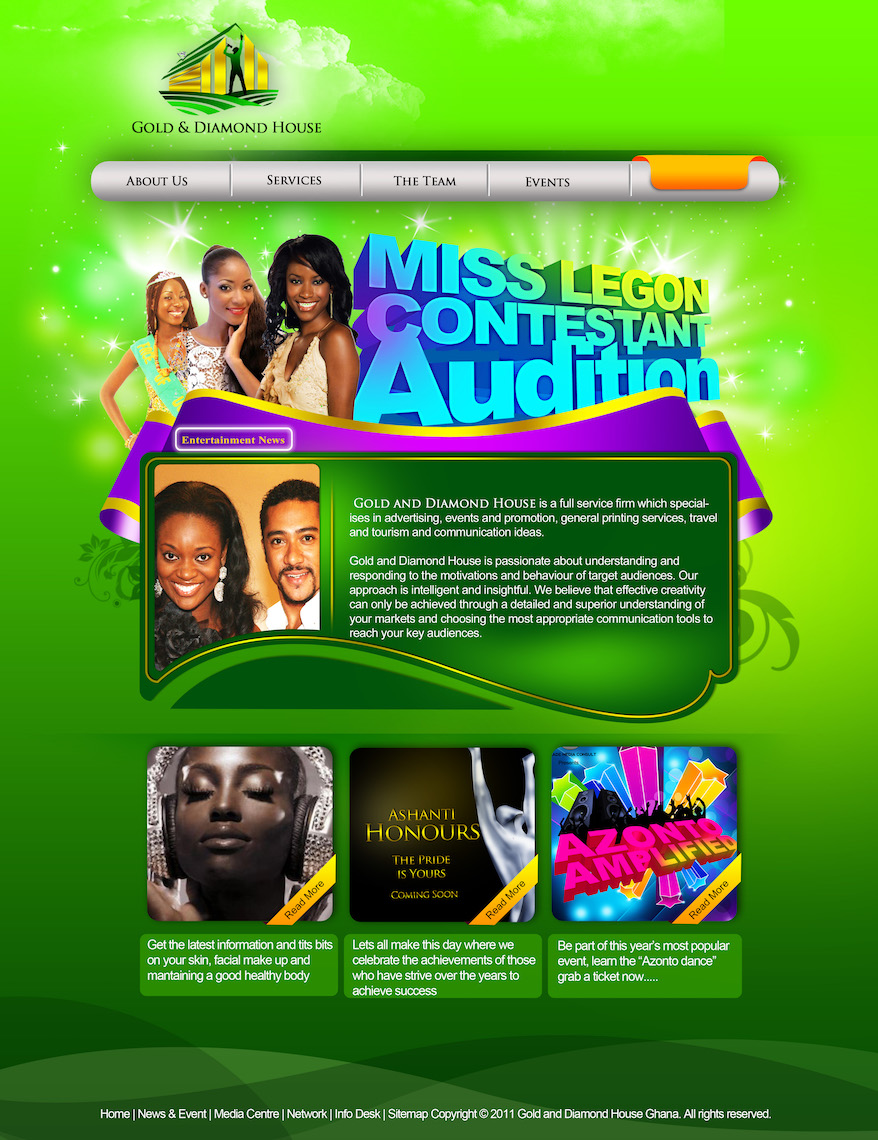 GOLD & DIAMOND HOUSE
ABOUT US
SERVICES
THE TEAM
EVENTS
MISS LEGON
CONTESTANT
Audition
Entertainment News
GOLD AND DIAMOND HOUSE is a full service firm which special-
ises in advertising, events and promotion, general printing services, travel
and tourism and communication ideas.
Gold and Diamond House is passionate about understanding and
responding to the motivations and behaviour of target audiences. Our
approach is intelligent and insightful. We believe that effective creativity
can only be achieved through a detailed and superior understanding of
your markets and choosing the most appropriate communication tools to
reach your key audiences.
Read More
Get the latest information and tits bits
on your skin, facial make up and
mantaining a good healthy body
ASHANTI
HONOURS
THE PRIDE
IS YOURS
COMING SOON
Read More
Lets all make this day where we
celebrate the achievements of those
who have strive over the years to
achieve success
AZONTO
AMPLIFIED
Read More
Be part of this year's most popular
event, learn the “Azonto dance”
grab a ticket now.....
Home | News & Event | Media Centre | Network | Info Desk | Sitemap Copyright © 2011 Gold and Diamond House Ghana. All rights reserved.